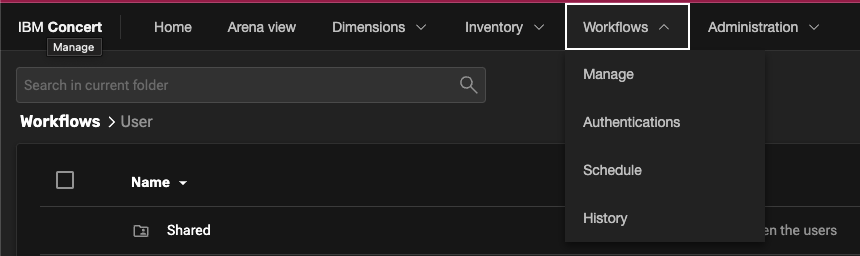 IBM Concert Home Arena view Dimensions Inventory Workflows Administration
Manage
Search in current folder
Workflows > User
Name
Shared
Manage
Authentications
Schedule
History
the users